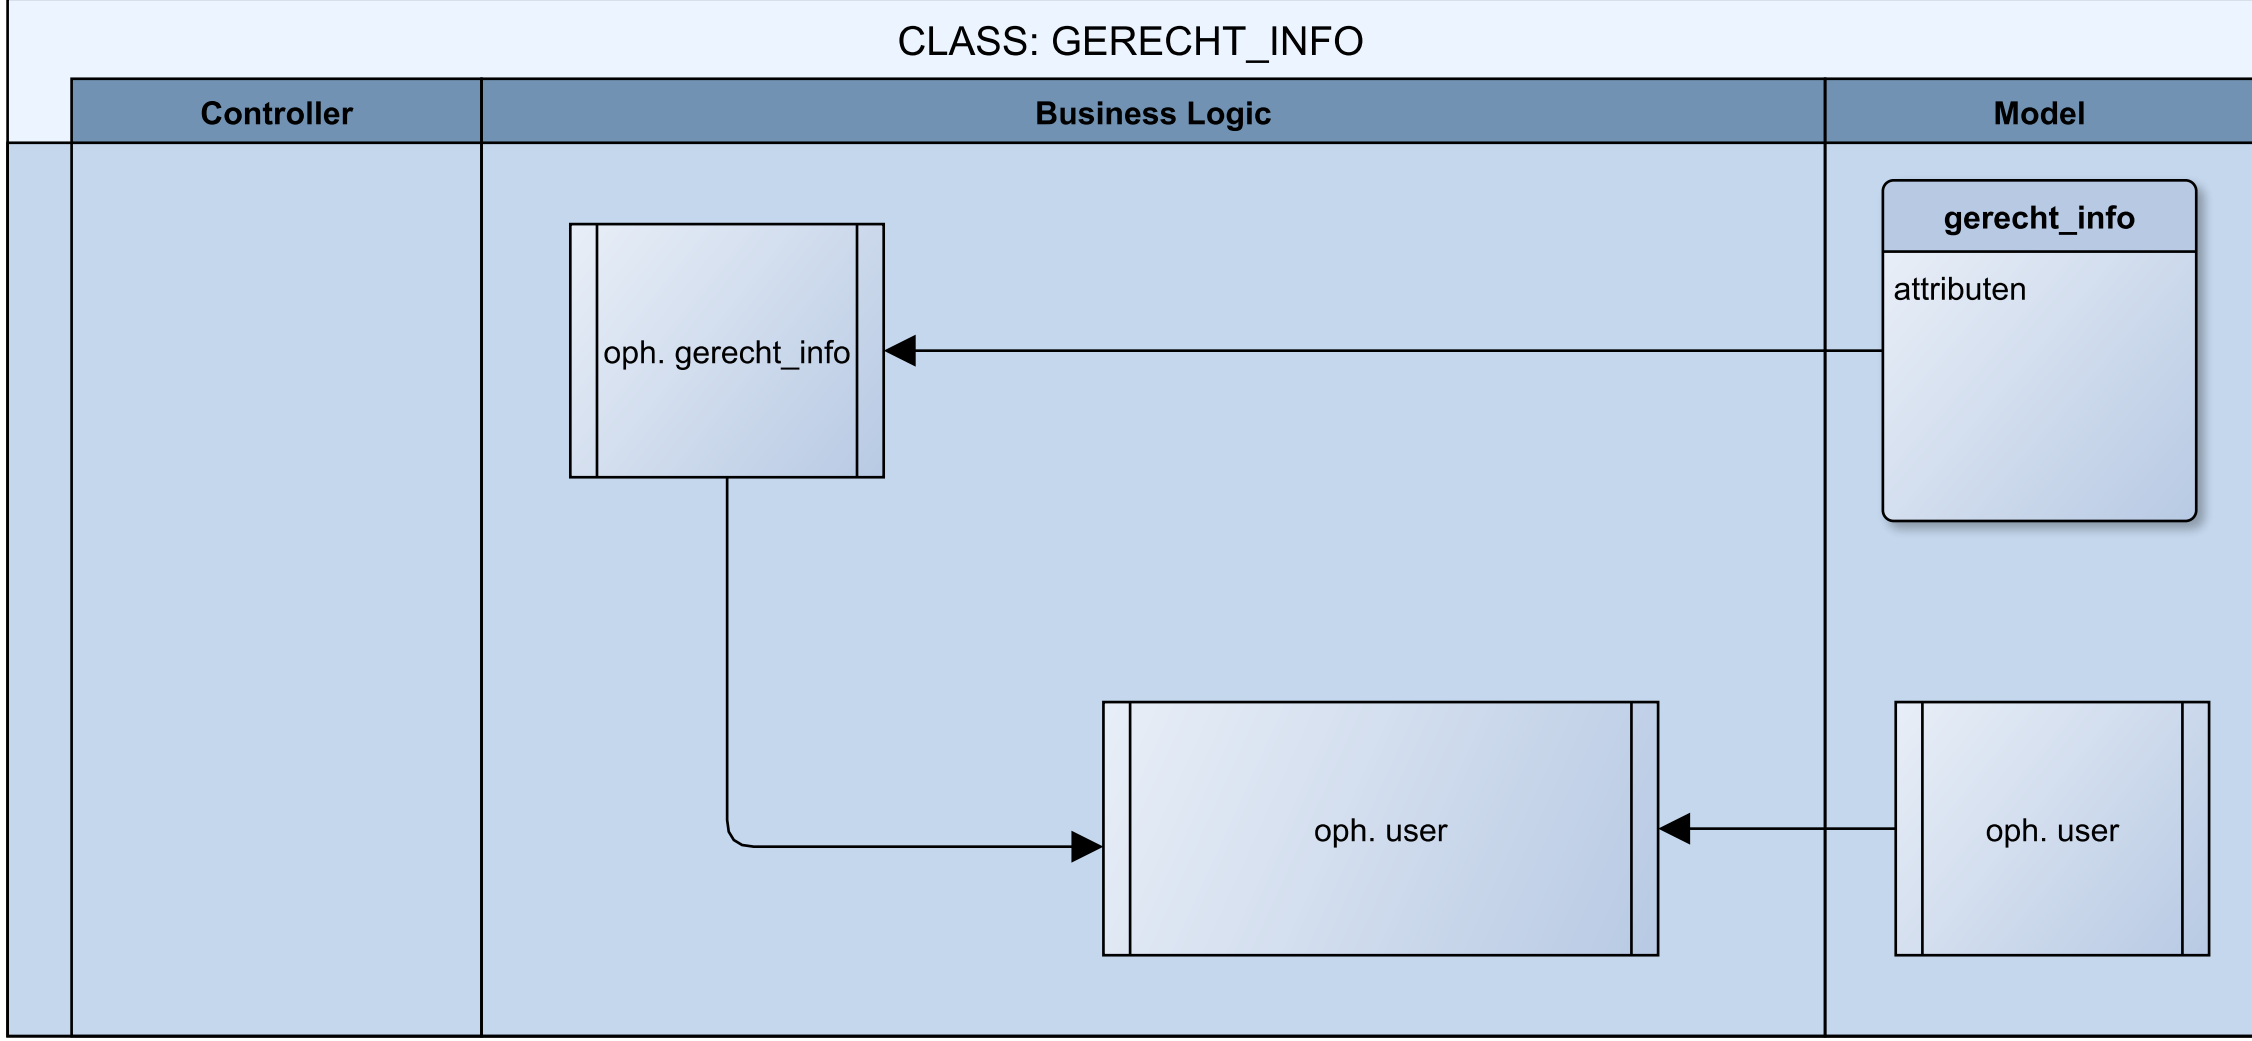 CLASS: GERECHT_INFO
Controller
Business Logic
Model
gerecht_info
attributen
oph. gerecht_info
oph. user
oph. user